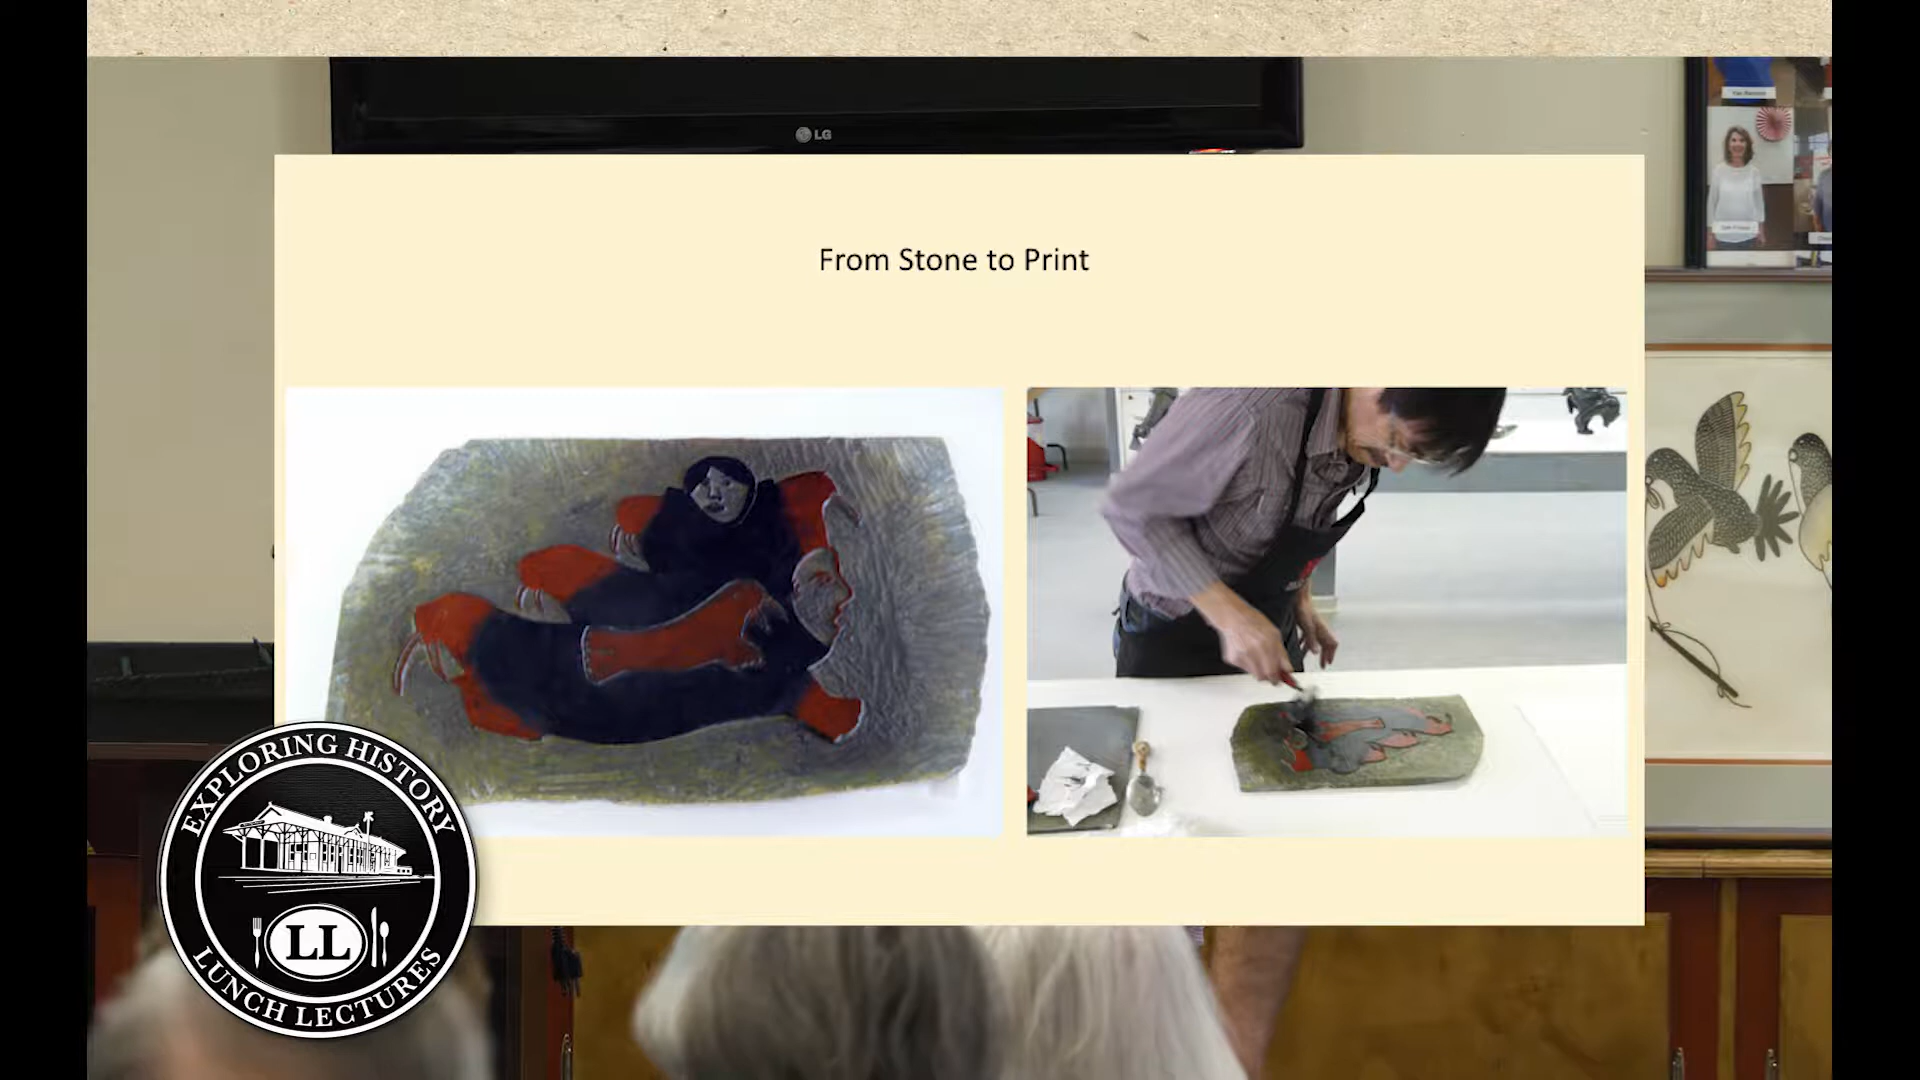 LG
From Stone to Print
EXPLORING HISTORY
LL
LUNCH LECTURES